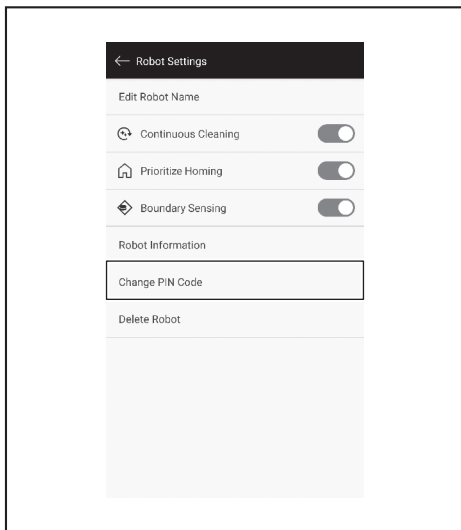 Robot Settings
Edit Robot Name
Continuous Cleaning
Prioritize Homing
Boundary Sensing
Robot Information
Change PIN Code
Delete Robot